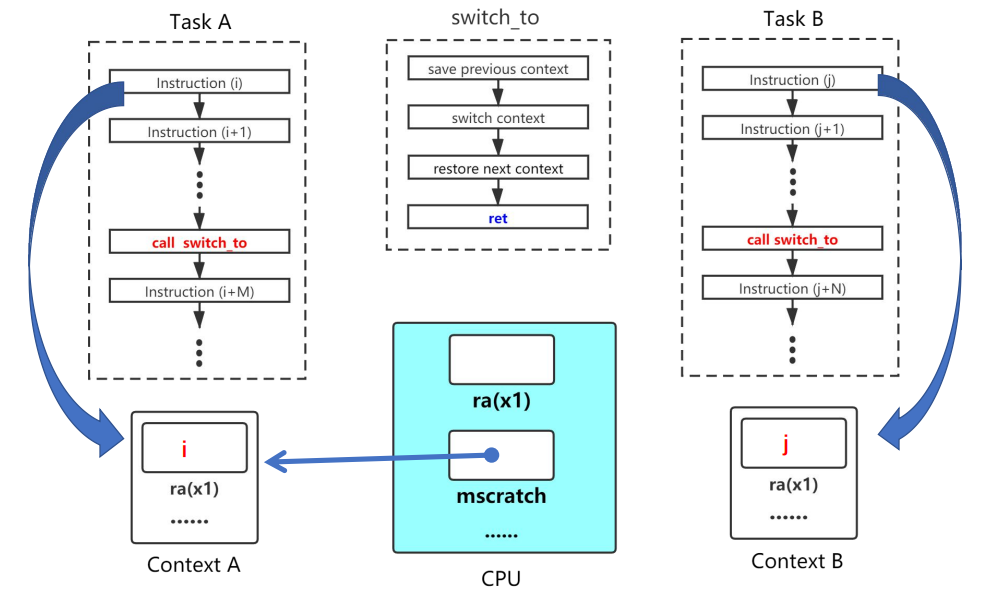 Task A
Instruction (i)
Instruction (i+1)
call switch_to
Instruction (i+M)
i
ra(x1)
......
Context A
switch_to
save previous context
switch context
restore next context
ret
ra(x1)
mscratch
......
CPU
Task B
Instruction (j)
Instruction (j+1)
call switch_to
Instruction (j+N)
j
ra(x1)
......
Context B